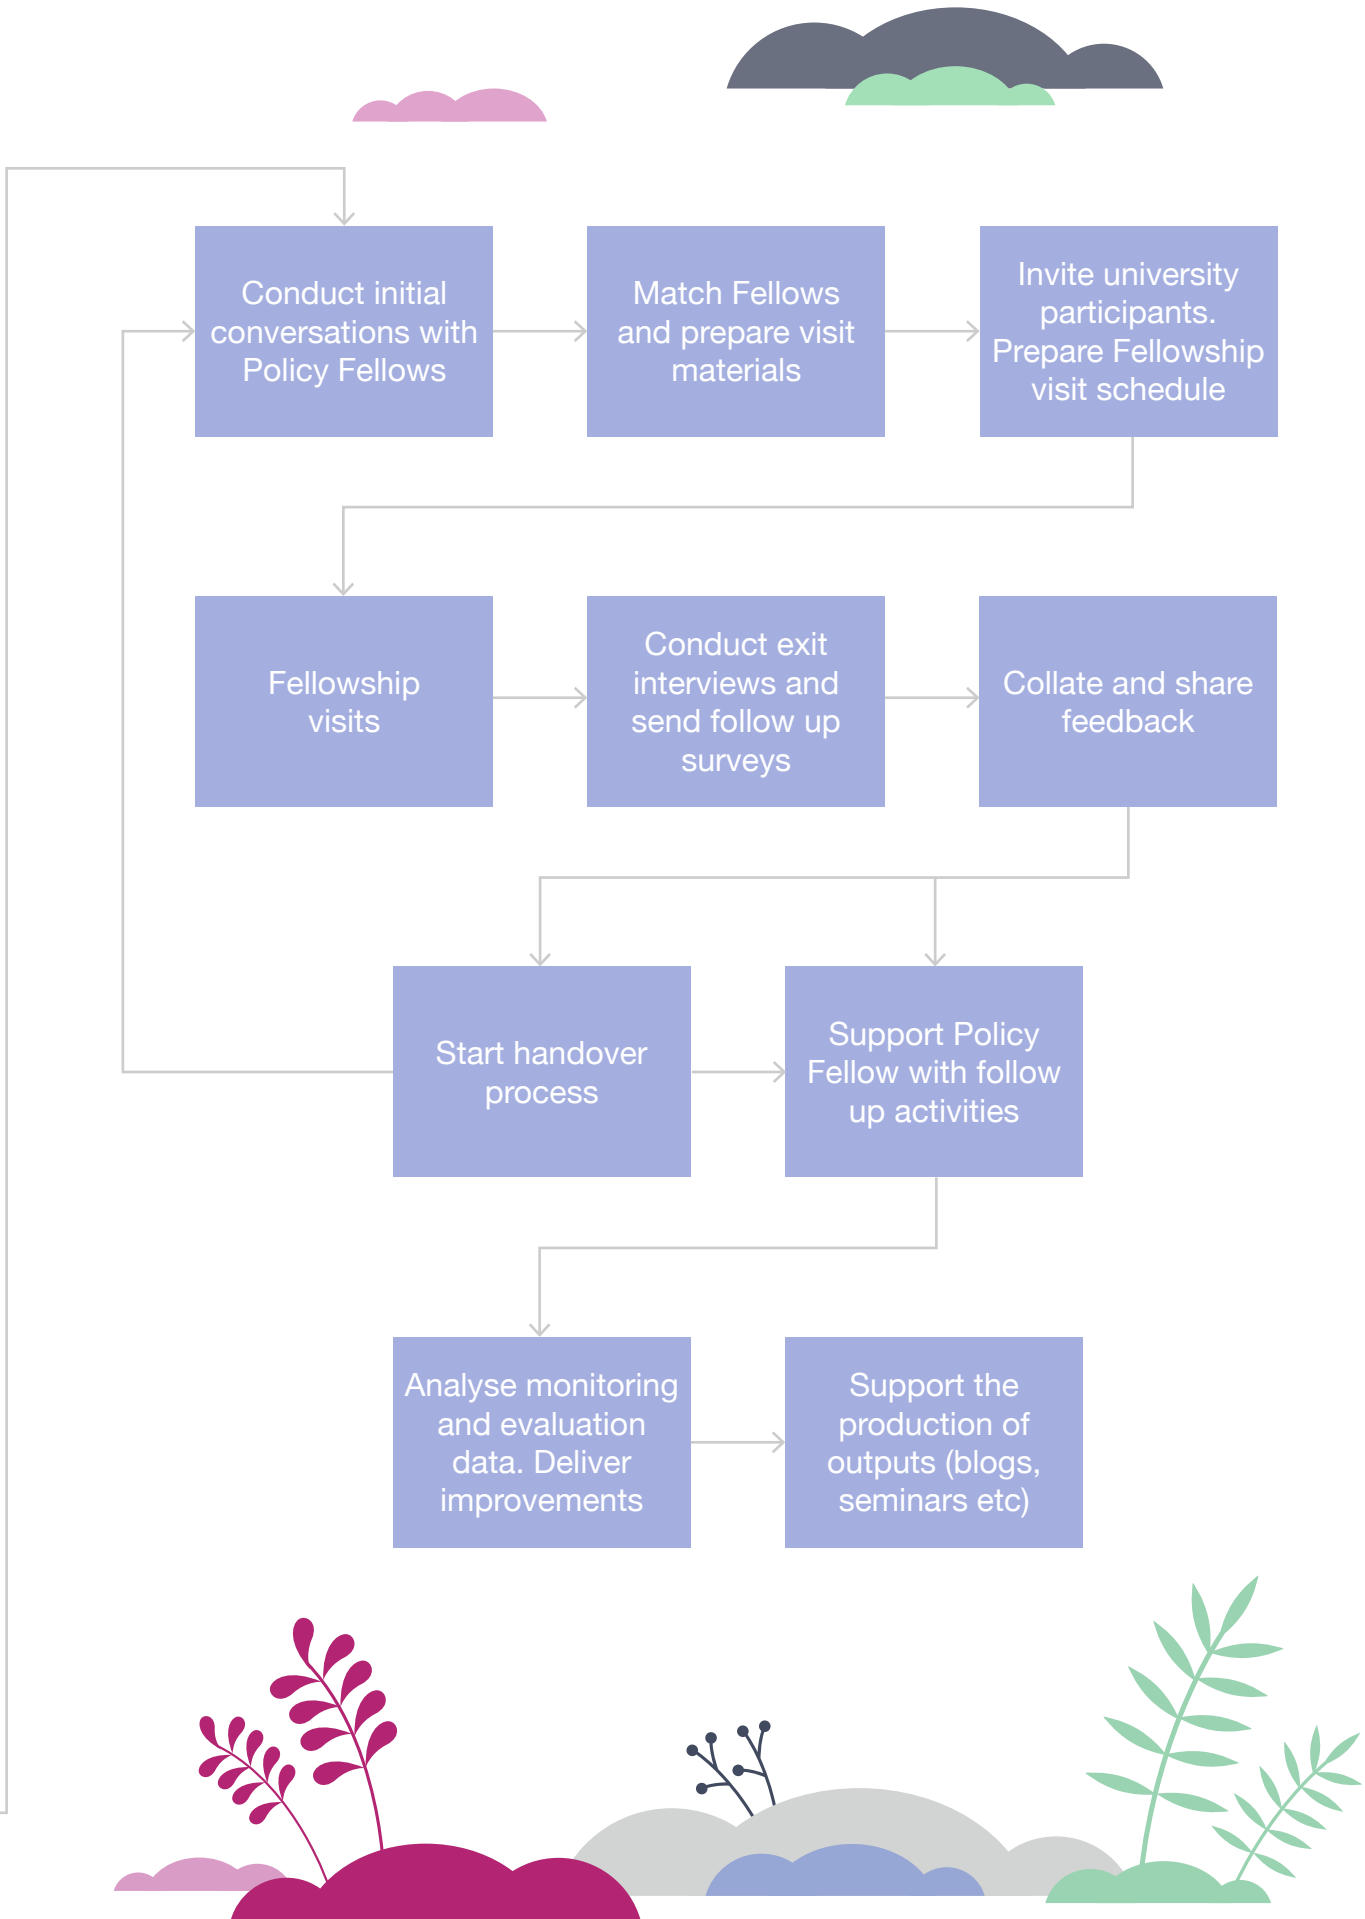 Conduct initial
conversations with
Policy Fellows
Match Fellows
and prepare visit
materials
Invite university
participants.
Prepare Fellowship
visit schedule
Fellowship
visits
Conduct exit
interviews and
send follow up
surveys
Collate and share
feedback
Start handover
process
Support Policy
Fellow with follow
up activities
Analyse monitoring
and evaluation
data. Deliver
improvements
Support the
production of
outputs (blogs,
seminars etc)